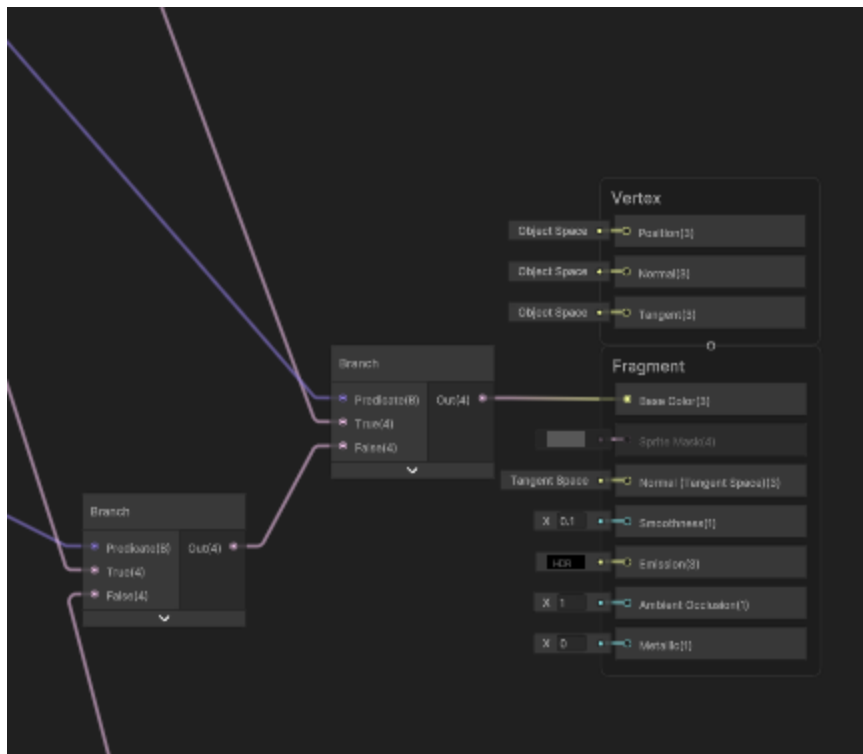 Vertex
Object Space
Position(3)
Object Space
Normal(3)
Object Space
Tangent(3)
Branch
Predicate(B)
Out(4)
True(4)
False(4)
Fragment
Base Color(3)
Sprite Mask(4)
Tangent Space
Normal (Tangent Space)(3)
X 0.1
Smoothness(1)
HDR
Emission(3)
X 1
Ambient Occlusion(1)
X 0
Metallic(1)
Branch
Predicate(B)
Out(4)
True(4)
False(4)